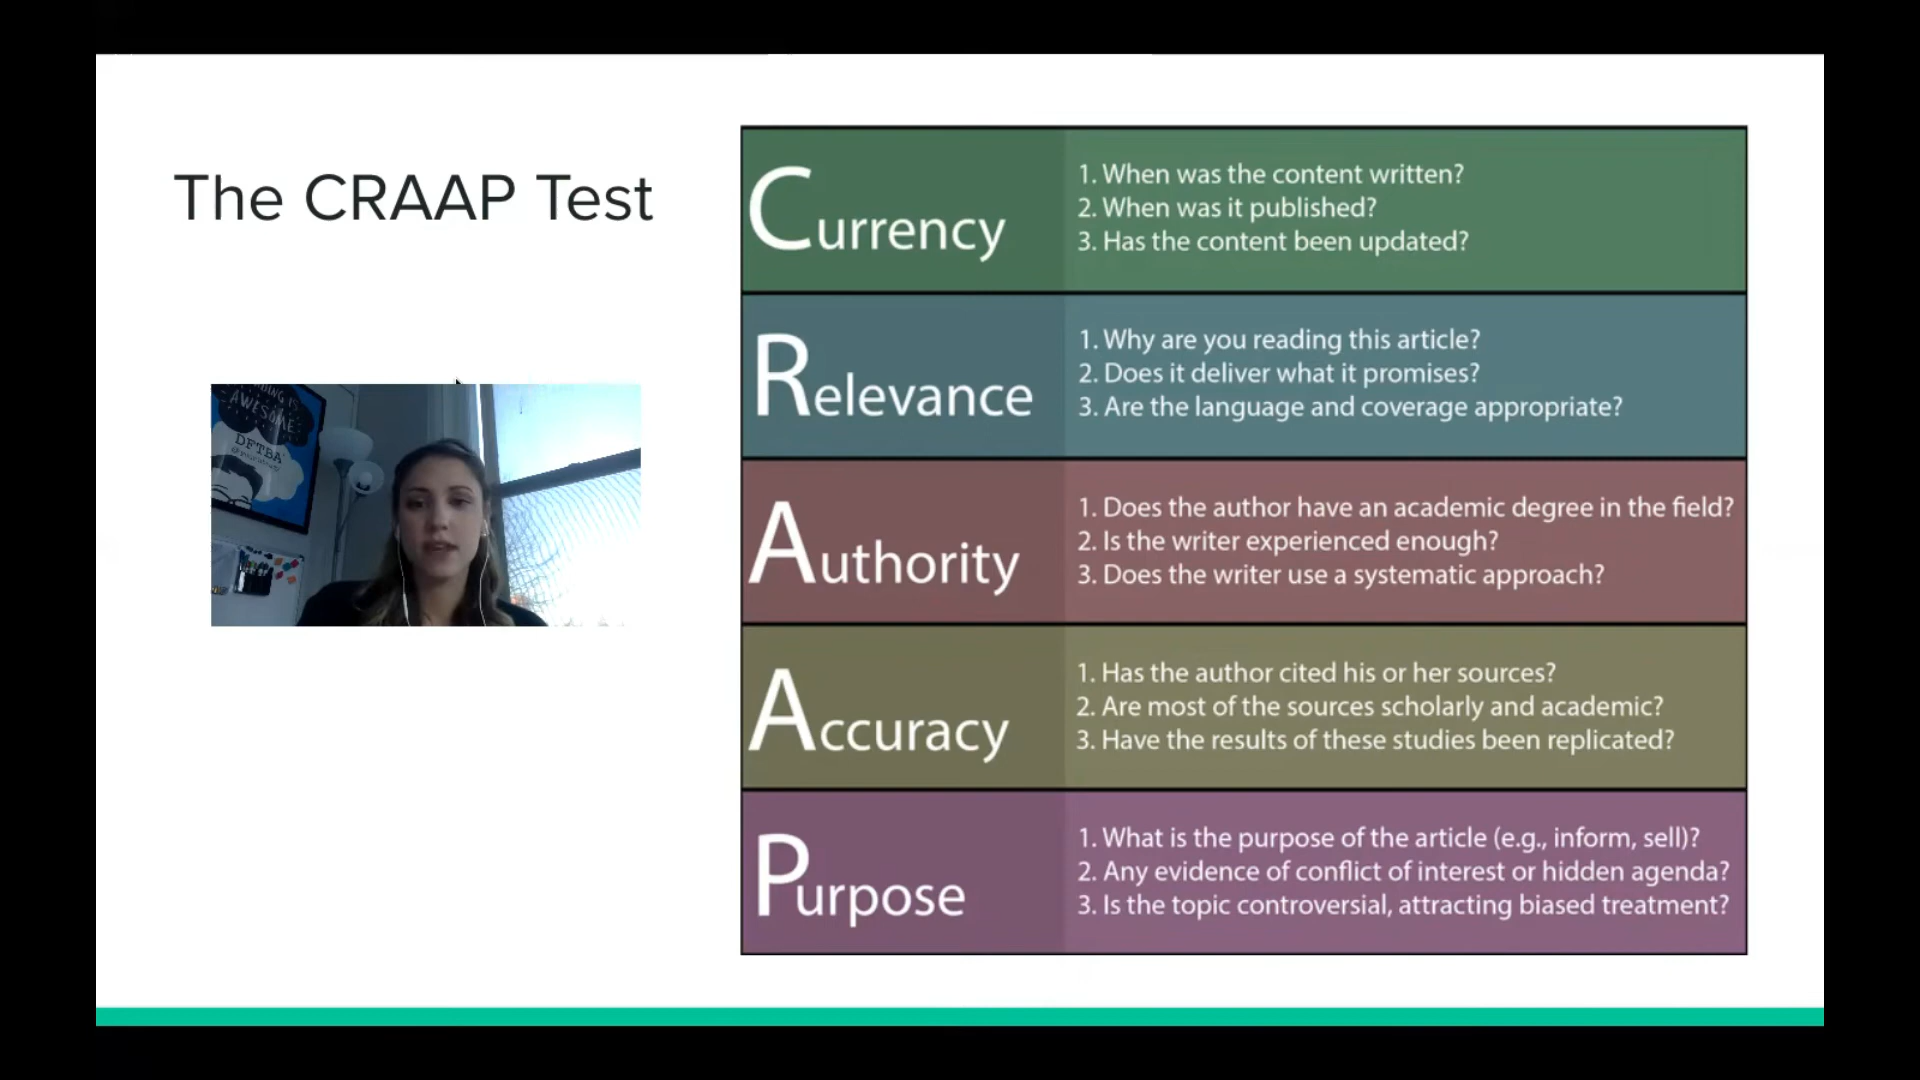 The CRAAP Test
Currency
1. When was the content written?
2. When was it published?
3. Has the content been updated?
Relevance
1. Why are you reading this article?
2. Does it deliver what it promises?
3. Are the language and coverage appropriate?
Authority
1. Does the author have an academic degree in the field?
2. Is the writer experienced enough?
3. Does the writer use a systematic approach?
Accuracy
1. Has the author cited his or her sources?
2. Are most of the sources scholarly and academic?
3. Have the results of these studies been replicated?
Purpose
1. What is the purpose of the article (e.g., inform, sell)?
2. Any evidence of conflict of interest or hidden agenda?
3. Is the topic controversial, attracting biased treatment?
IS
AWESOME
DFTBA